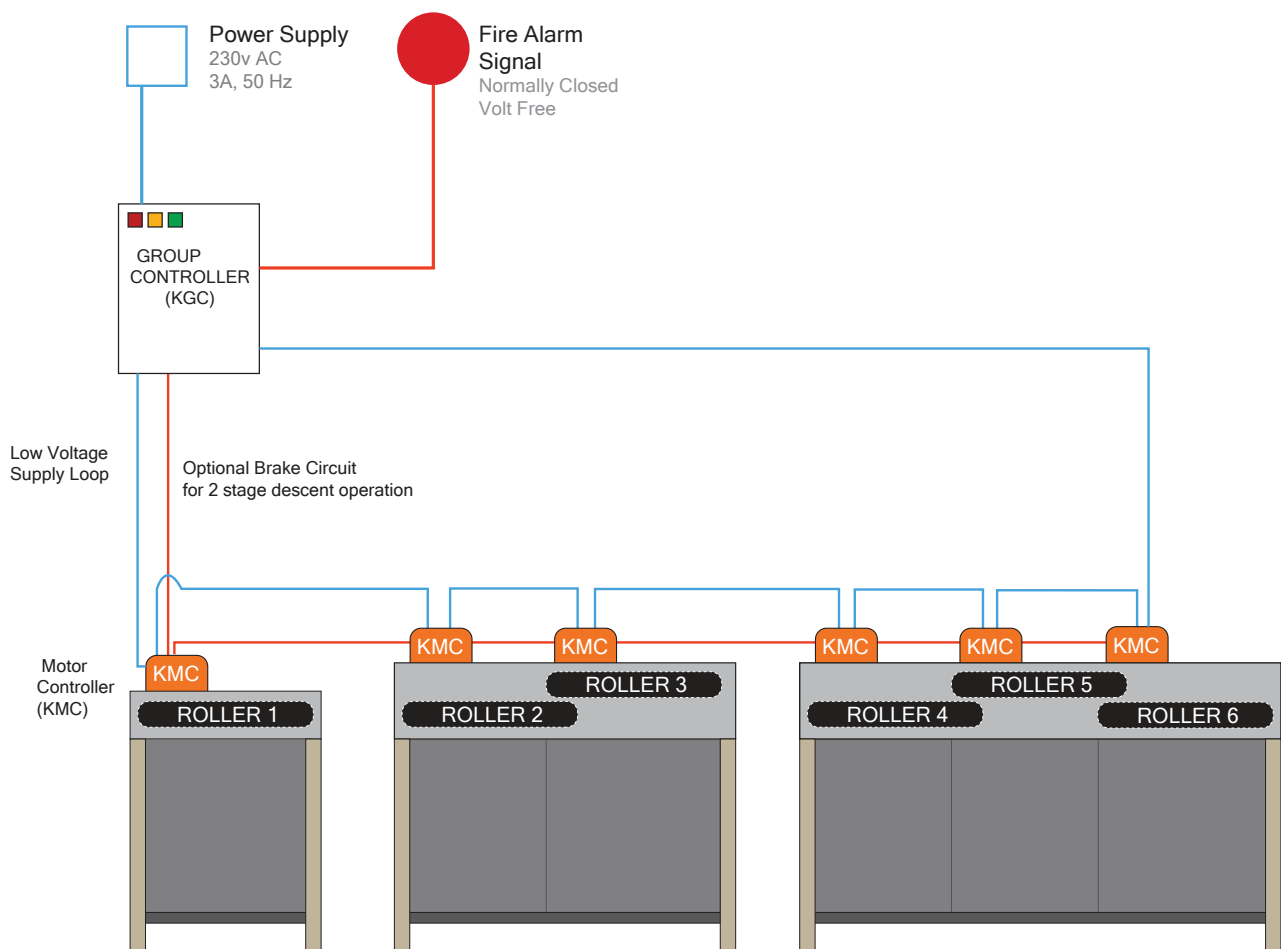 Power Supply
230v AC
3A, 50 Hz
Fire Alarm
Signal
Normally Closed
Volt Free
GROUP
CONTROLLER
(KGC)
Low Voltage
Supply Loop
Optional Brake Circuit
for 2 stage descent operation
Motor
Controller
(KMC)
KMC
KMC
KMC
KMC
KMC
KMC
ROLLER 1
ROLLER 2
ROLLER 3
ROLLER 4
ROLLER 5
ROLLER 6